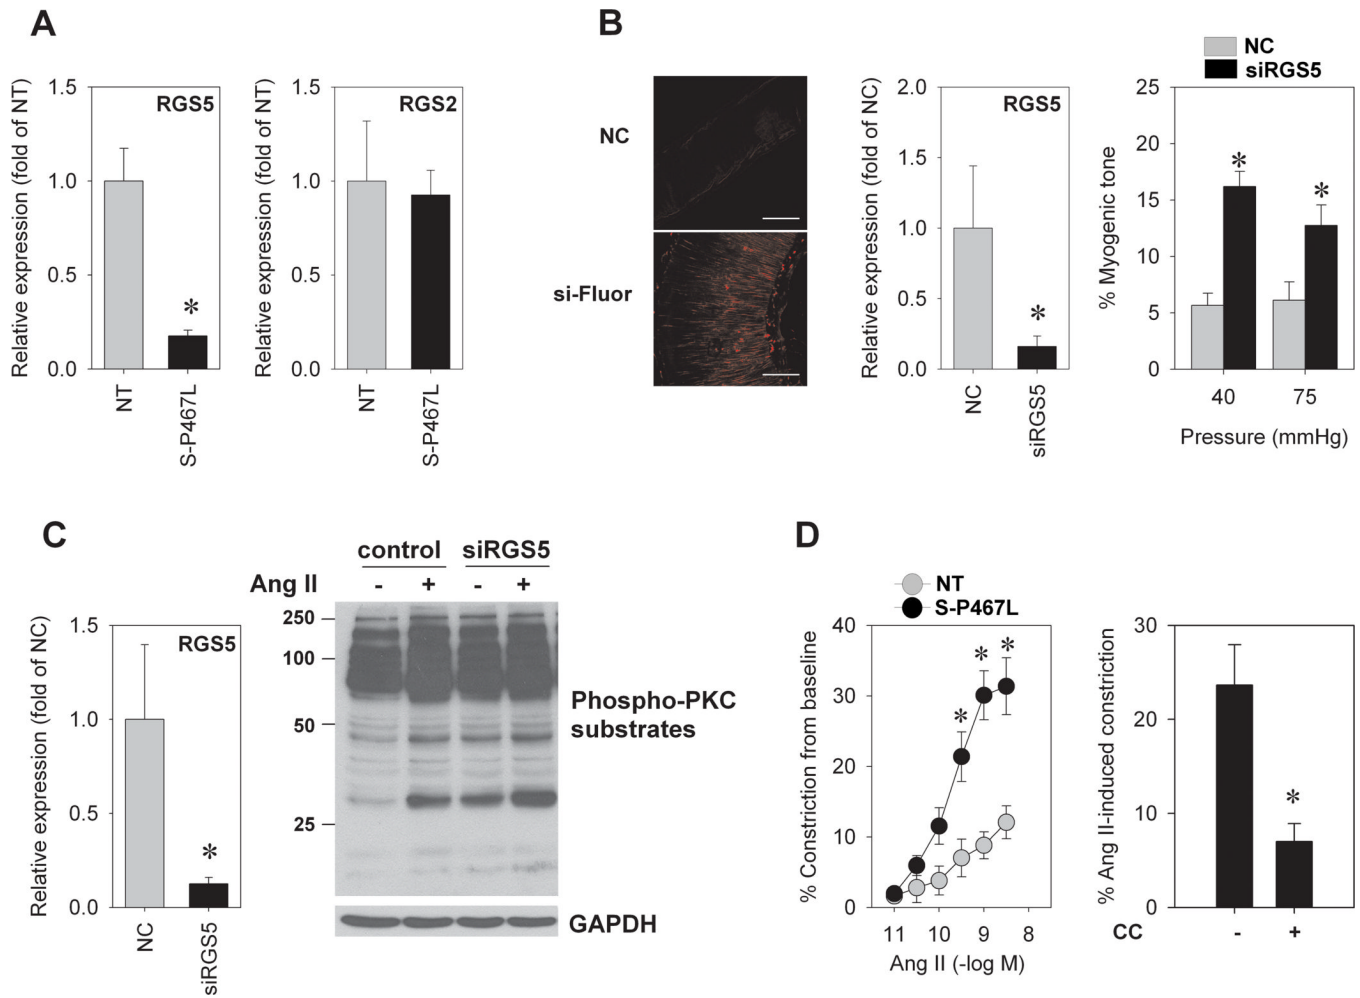 A
Relative expression (fold of NT)
1.5
1.0
0.5
0.0
RGS5
*
NT
S-P467L
Relative expression (fold of NT)
1.5
1.0
0.5
0.0
RGS2
NT
S-P467L
B
NC
si-Fluor
Relative expression (fold of NC)
2.0
1.5
1.0
0.5
0.0
RGS5
*
NC
siRGS5
NC
siRGS5
% Myogenic tone
25
20
15
10
5
0
*
*
40 75
Pressure (mmHg)
C
Relative expression (fold of NC)
1.5
1.0
0.5
0.0
RGS5
*
NC
siRGS5
control siRGS5
Ang II - + - +
250
100
50
25
Phospho-PKC
substrates
GAPDH
D
NT
S-P467L
% Constriction from baseline
40
30
20
10
0
*
*
*
11 10 9 8
Ang II (-log M)
% Ang II-induced constriction
30
20
10
0
*
CC - +